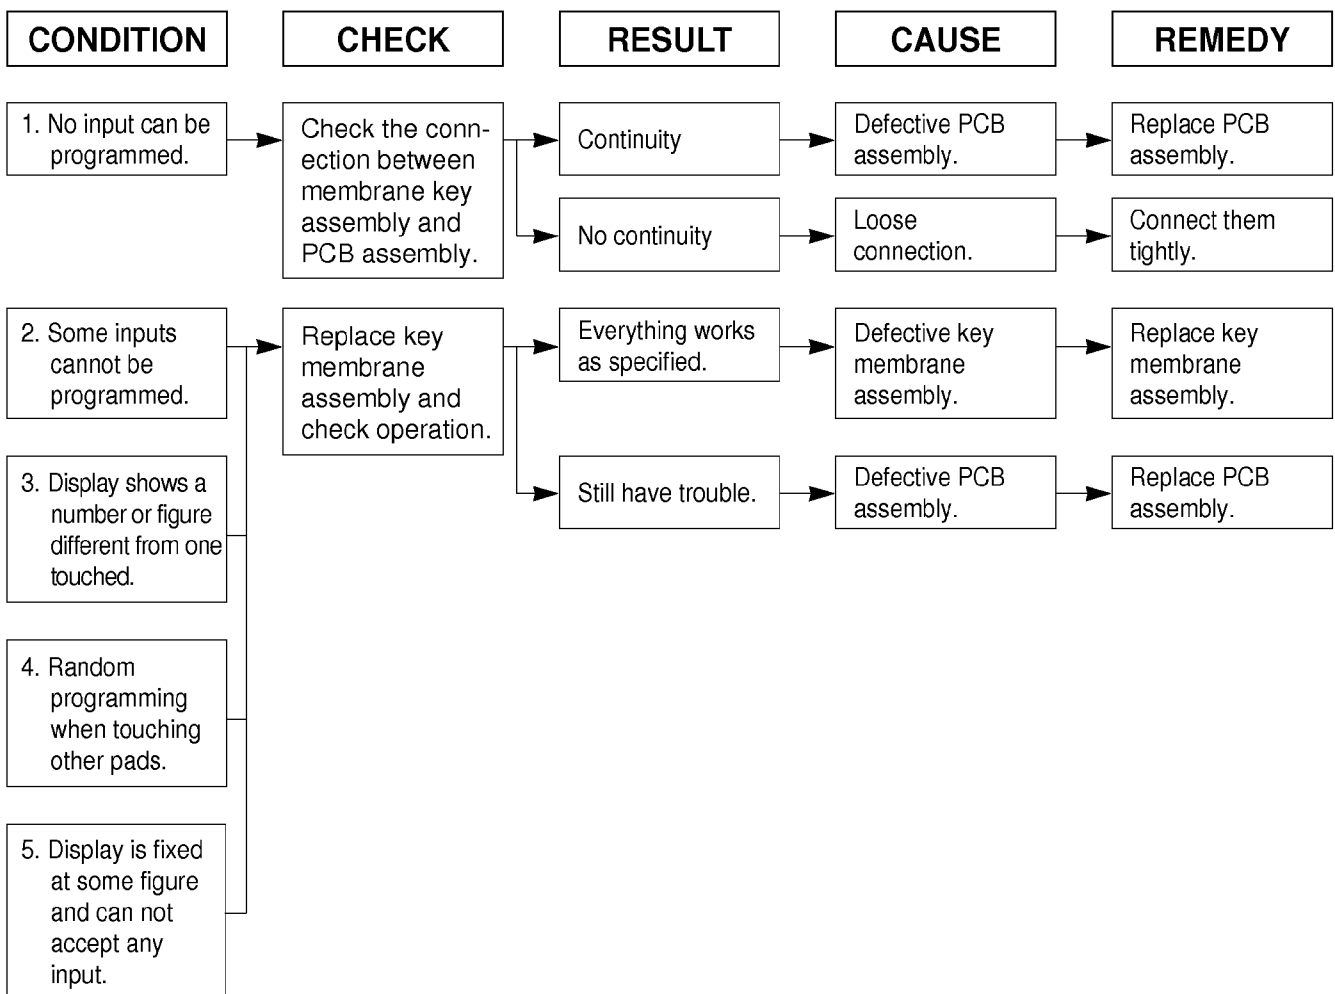 CONDITION
CHECK
RESULT
CAUSE
REMEDY
1. No input can be
programmed.
Check the conn-
ection between
membrane key
assembly and
PCB assembly.
Continuity
Defective PCB
assembly.
Replace PCB
assembly.
No continuity
Loose
connection.
Connect them
tightly.
2. Some inputs
cannot be
programmed.
Replace key
membrane
assembly and
check operation.
Everything works
as specified.
Defective key
membrane
assembly.
Replace key
membrane
assembly.
3. Display shows a
number or figure
different from one
touched.
Still have trouble.
Defective PCB
assembly.
Replace PCB
assembly.
4. Random
programming
when touching
other pads.
5. Display is fixed
at some figure
and can not
accept any
input.